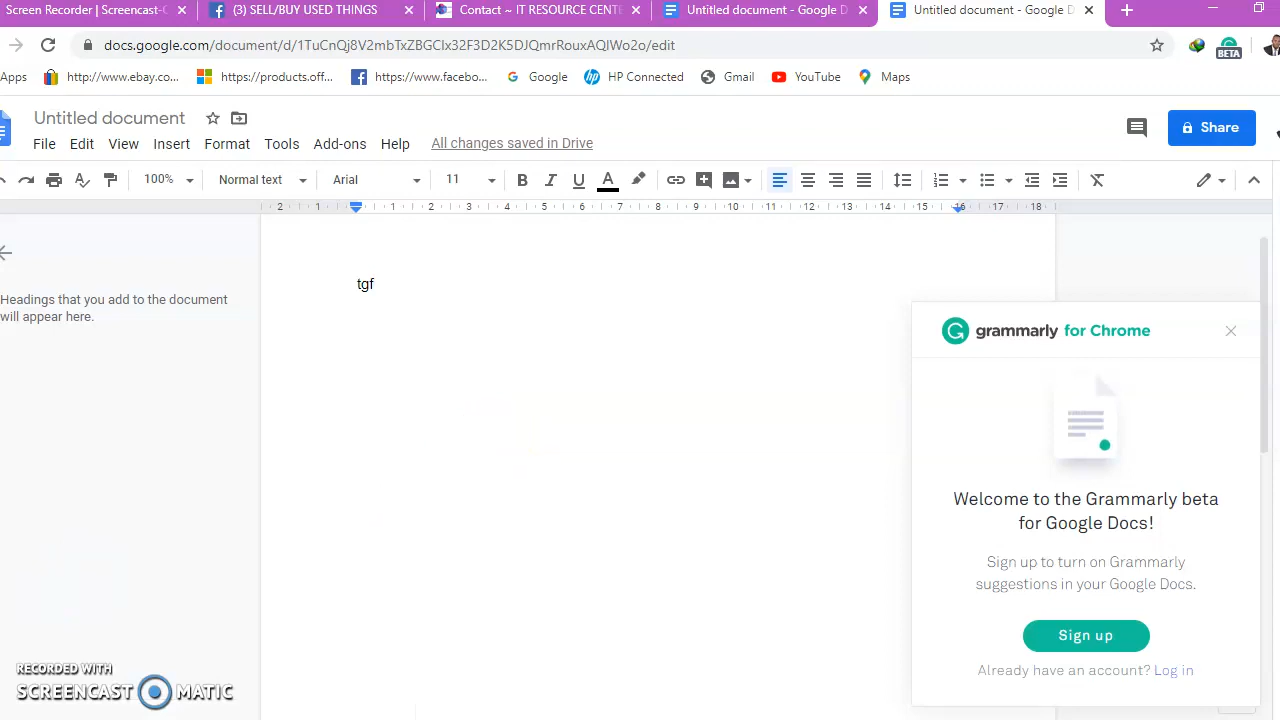 Screen Recorder | Screencast-O
(3) SELL/BUY USED THINGS
Contact ~ IT RESOURCE CENT
Untitled document - Google D
Untitled document - Google D
docs.google.com/document/d/1TuCnQj8V2mbTxZBGClx32F3D2K5DJQmrRouxAQIWo2o/edit
BETA
Apps
http://www.ebay.co...
https://products.off...
https://www.facebo...
Google
HP Connected
Gmail
YouTube
Maps
Untitled document
File Edit View Insert Format Tools Add-ons Help All changes saved in Drive
Share
100% Normal text Arial 11 B I U A
2 1 1 2 3 4 5 6 7 8 9 10 11 12 13 14 15 16 17 18
tgf
Headings that you add to the document
will appear here.
grammarly for Chrome
Welcome to the Grammarly beta
for Google Docs!
Sign up to turn on Grammarly
suggestions in your Google Docs.
Sign up
Already have an account? Log in
RECORDED WITH
SCREENCAST MATIC